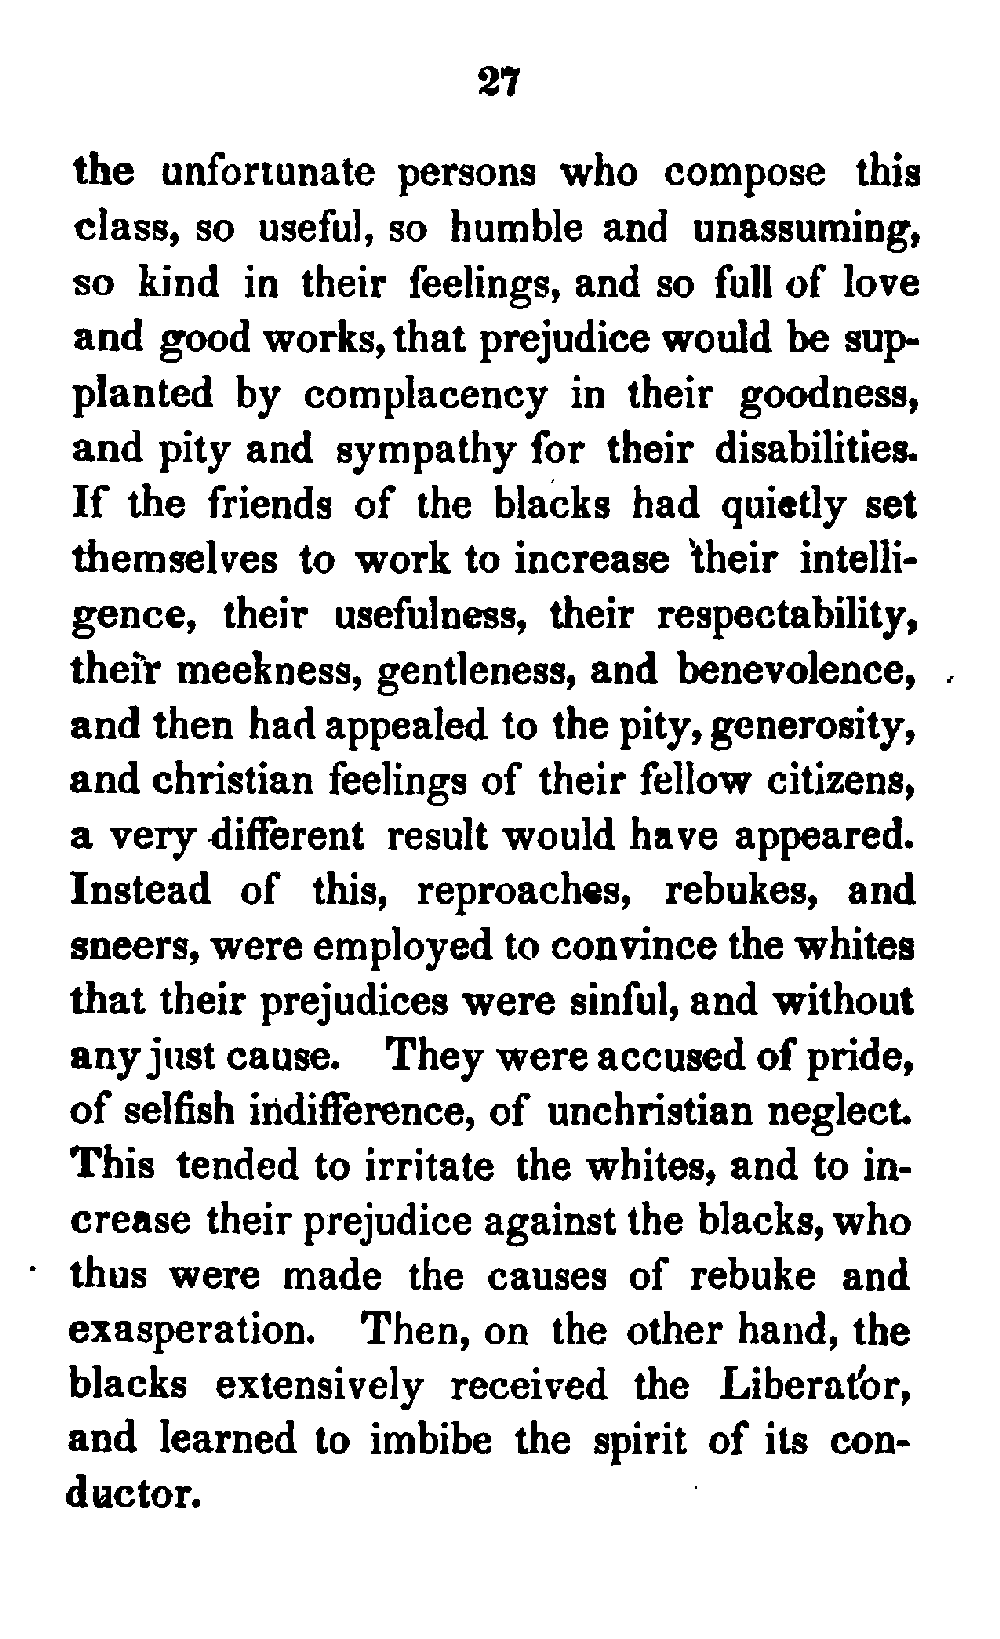 27
the unfortunate persons who compose this
class, so useful, so humble and unassuming,
so kind in their feelings, and so full of love
and good works, that prejudice would be sup-
planted by complacency in their goodness,
and pity and sympathy for their disabilities.
If the friends of the blacks had quietly set
themselves to work to increase their intelli-
gence, their usefulness, their respectability,
their meekness, gentleness, and benevolence,
and then had appealed to the pity, generosity,
and christian feelings of their fellow citizens,
a very different result would have appeared.
Instead of this, reproaches, rebukes, and
sneers, were employed to convince the whites
that their prejudices were sinful, and without
any just cause. They were accused of pride,
of selfish indifference, of unchristian neglect.
This tended to irritate the whites, and to in-
crease their prejudice against the blacks, who
thus were made the causes of rebuke and
exasperation. Then, on the other hand, the
blacks extensively received the Liberator,
and learned to imbibe the spirit of its con-
ductor.